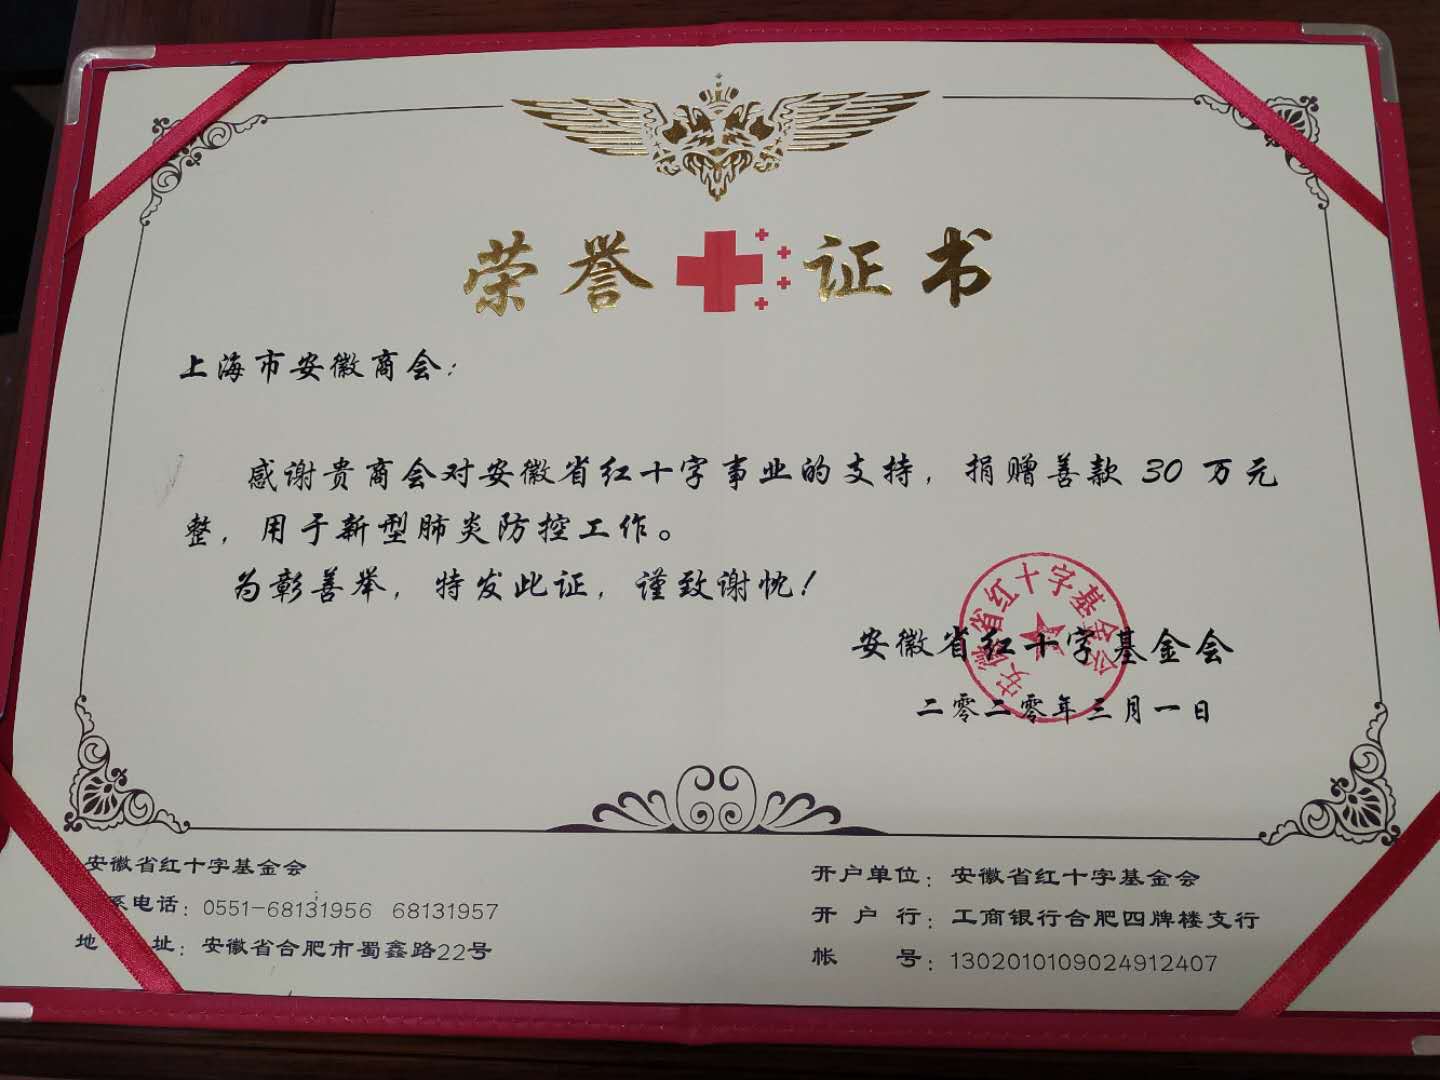 荣誉证书
上海市安徽商会：
感谢贵商会对安徽省红十字事业的支持，捐赠善款 30 万元
整，用于新型肺炎防控工作。
为彰善举，特发此证，谨致谢忱！
安徽省红十字基金会
安徽省红十字基金会
二零二零年三月一日
安徽省红十字基金会
系电话：0551-68131956 68131957
地 址：安徽省合肥市蜀鑫路22号
开户单位：安徽省红十字基金会
开 户 行：工商银行合肥四牌楼支行
帐 号：1302010109024912407